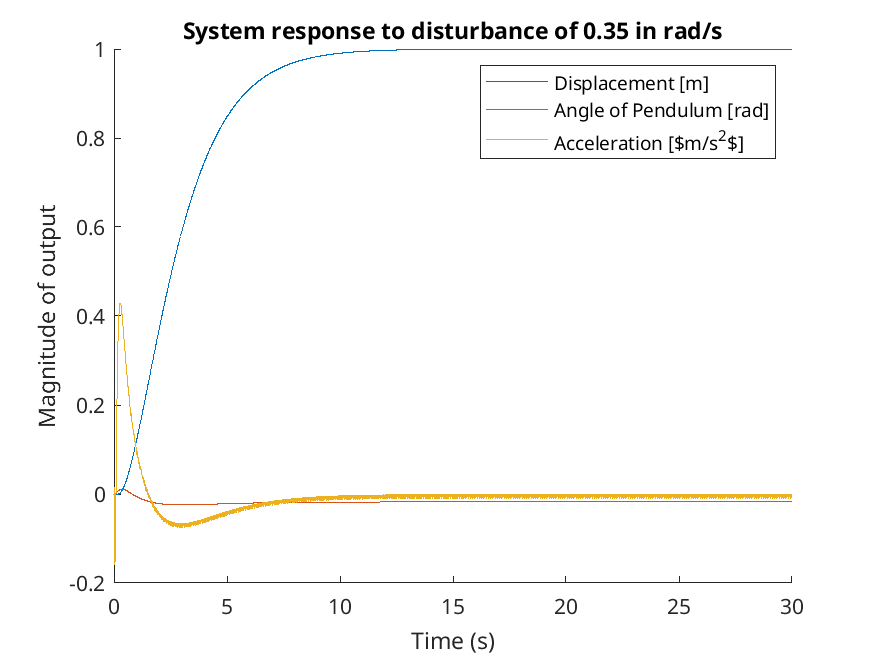 System response to disturbance of 0.35 in rad/s
1
0.8
0.6
0.4
0.2
0
-0.2
Magnitude of output
Displacement [m]
Angle of Pendulum [rad]
Acceleration [$m/s²$]
0 5 10 15 20 25 30
Time (s)